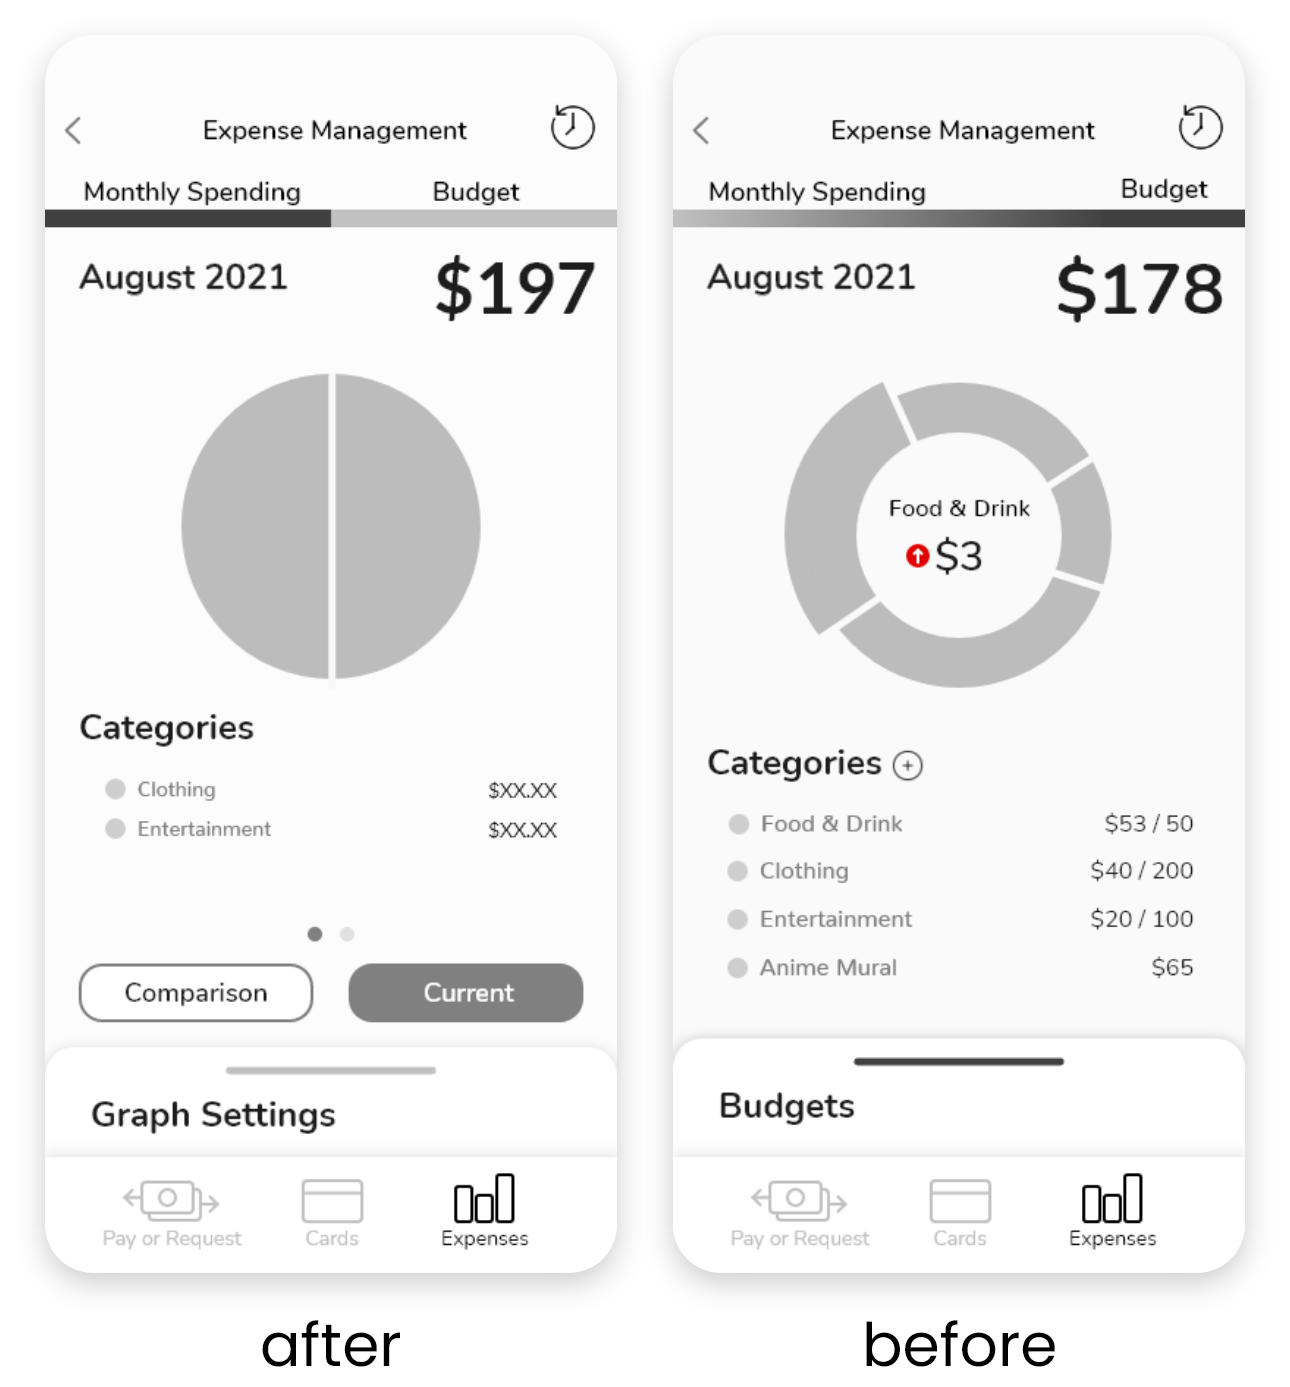 Expense Management
Monthly Spending Budget
August 2021 $197
Categories
Clothing $XX.XX
Entertainment $XX.XX
Comparison Current
Graph Settings
Pay or Request Cards Expenses
after
Expense Management
Monthly Spending Budget
August 2021 $178
Food & Drink
$3
Categories
Food & Drink $53 / 50
Clothing $40 / 200
Entertainment $20 / 100
Anime Mural $65
Budgets
Pay or Request Cards Expenses
before